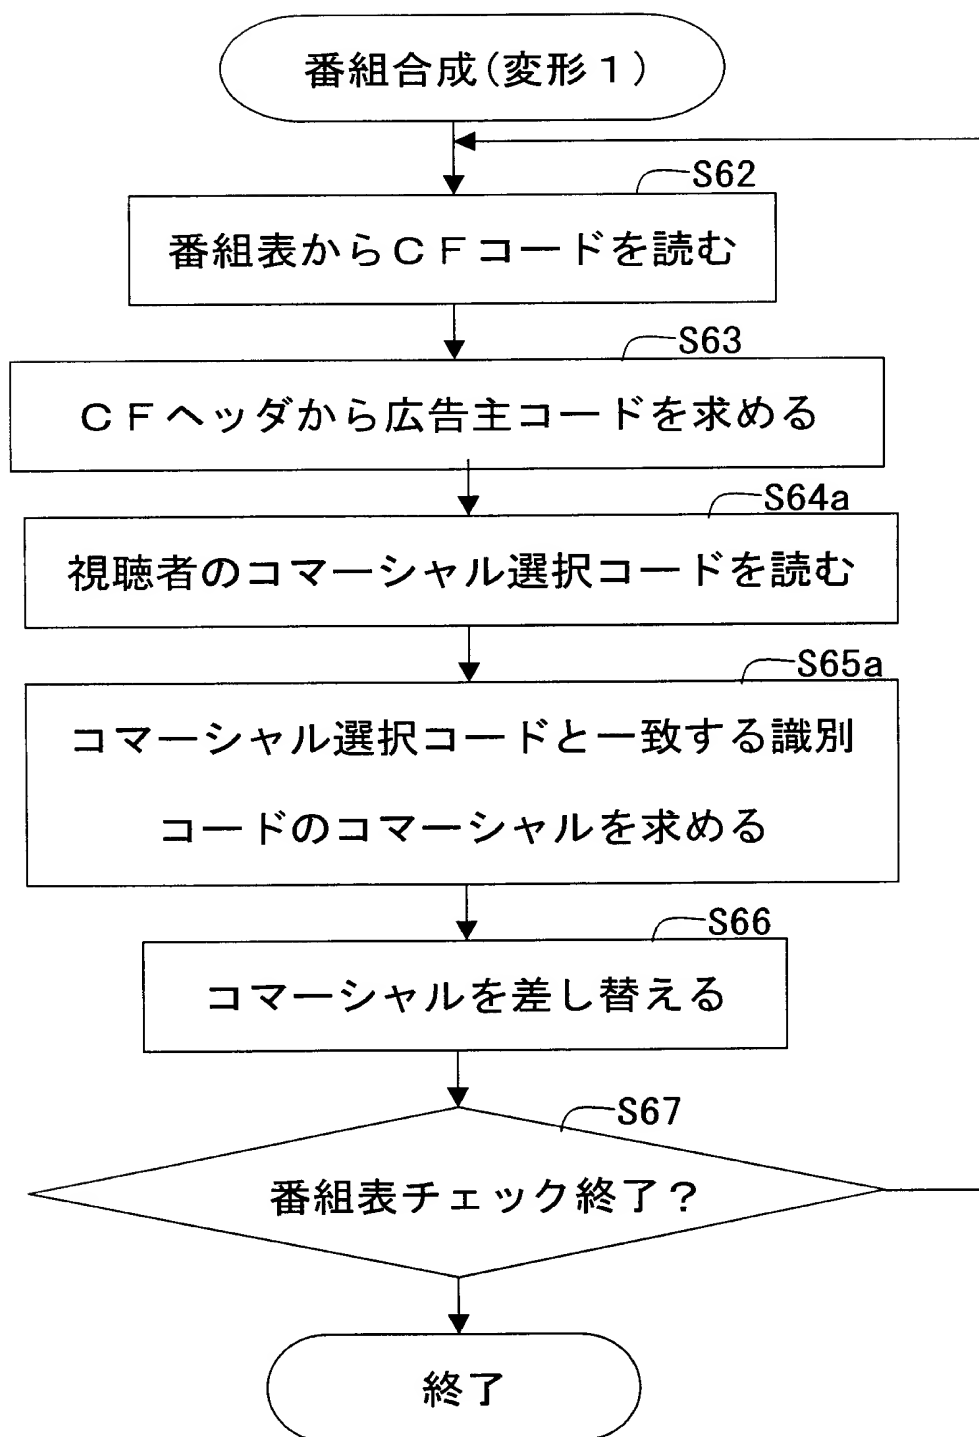 番組合成(変形１)
S62
番組表からＣＦコードを読む
S63
ＣＦヘッダから広告主コードを求める
S64a
視聴者のコマーシャル選択コードを読む
S65a
コマーシャル選択コードと一致する識別
コードのコマーシャルを求める
S66
コマーシャルを差し替える
S67
番組表チェック終了？
終了